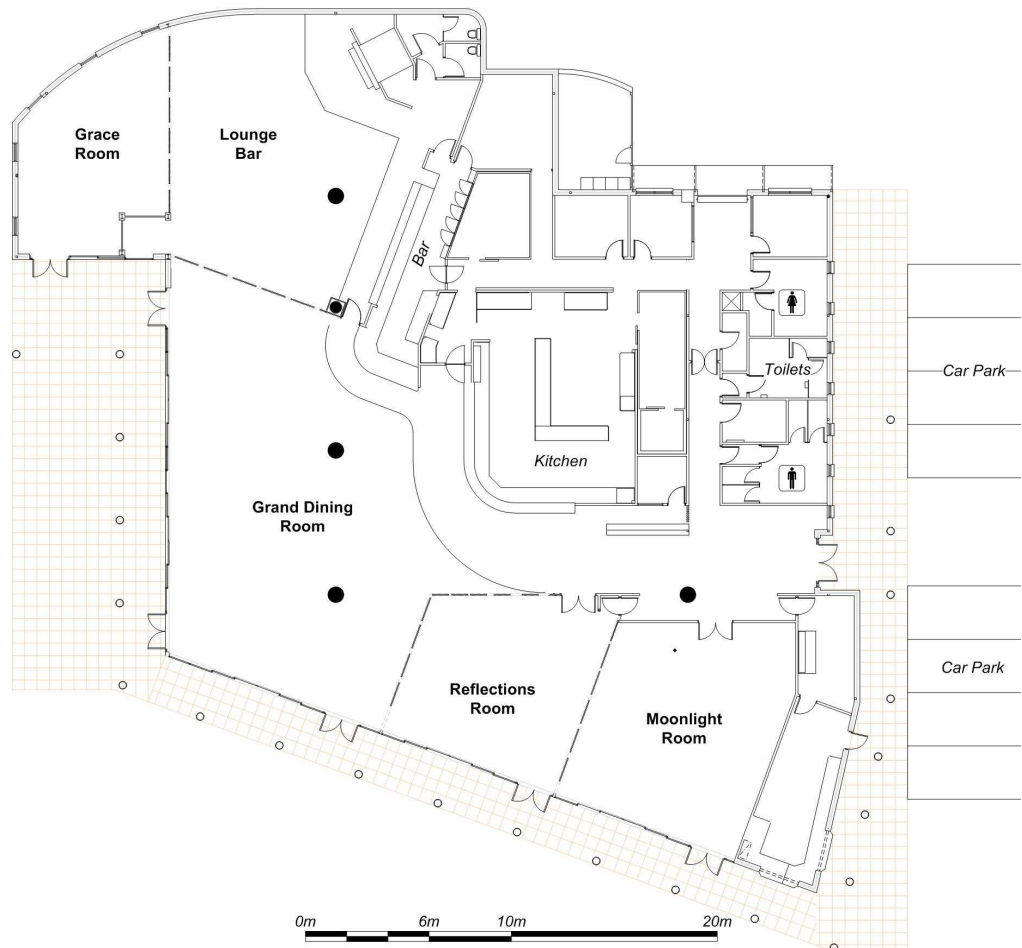 Grace
Room
Lounge
Bar
Bar
Toilets
Car Park
Kitchen
Grand Dining
Room
Car Park
Reflections
Room
Moonlight
Room
0m
6m
10m
20m